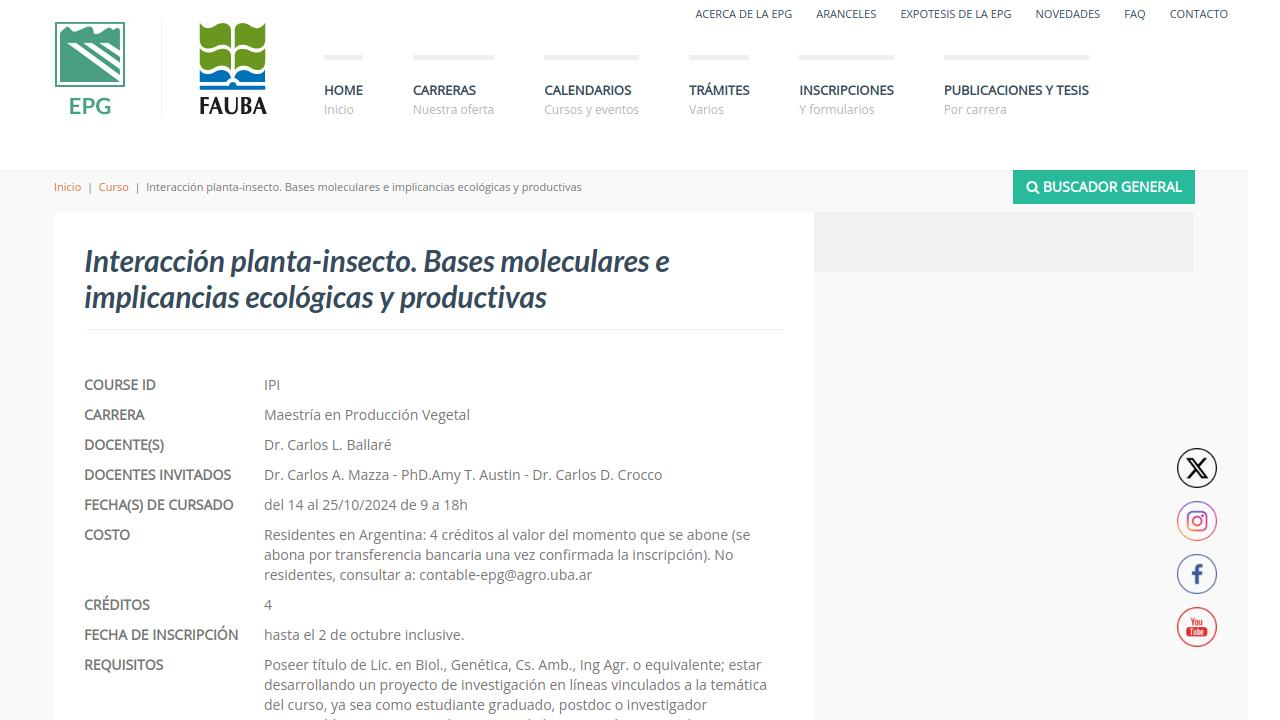 ACERCA DE LA EPG ARANCELES EXPOTESIS DE LA EPG NOVEDADES FAQ CONTACTO
EPG
FAUBA
HOME CARRERAS CALENDARIOS TRÁMITES INSCRIPCIONES PUBLICACIONES Y TESIS
Inicio Nuestra oferta Cursos y eventos Varios Y formularios Por carrera
Inicio | Curso | Interacción planta-insecto. Bases moleculares e implicancias ecológicas y productivas
BUSCADOR GENERAL
Interacción planta-insecto. Bases moleculares e
implicancias ecológicas y productivas
COURSE ID IPI
CARRERA Maestría en Producción Vegetal
DOCENTE(S) Dr. Carlos L. Ballaré
DOCENTES INVITADOS Dr. Carlos A. Mazza - PhD.Amy T. Austin - Dr. Carlos D. Crocco
FECHA(S) DE CURSADO del 14 al 25/10/2024 de 9 a 18h
COSTO Residentes en Argentina: 4 créditos al valor del momento que se abone (se
abona por transferencia bancaria una vez confirmada la inscripción). No
residentes, consultar a: contable-epg@agro.uba.ar
CRÉDITOS 4
FECHA DE INSCRIPCIÓN hasta el 2 de octubre inclusive.
REQUISITOS Poseer título de Lic. en Biol., Genética, Cs. Amb., Ing Agr. o equivalente; estar
desarrollando un proyecto de investigación en líneas vinculados a la temática
del curso, ya sea como estudiante graduado, postdoc o investigador
You
Tube